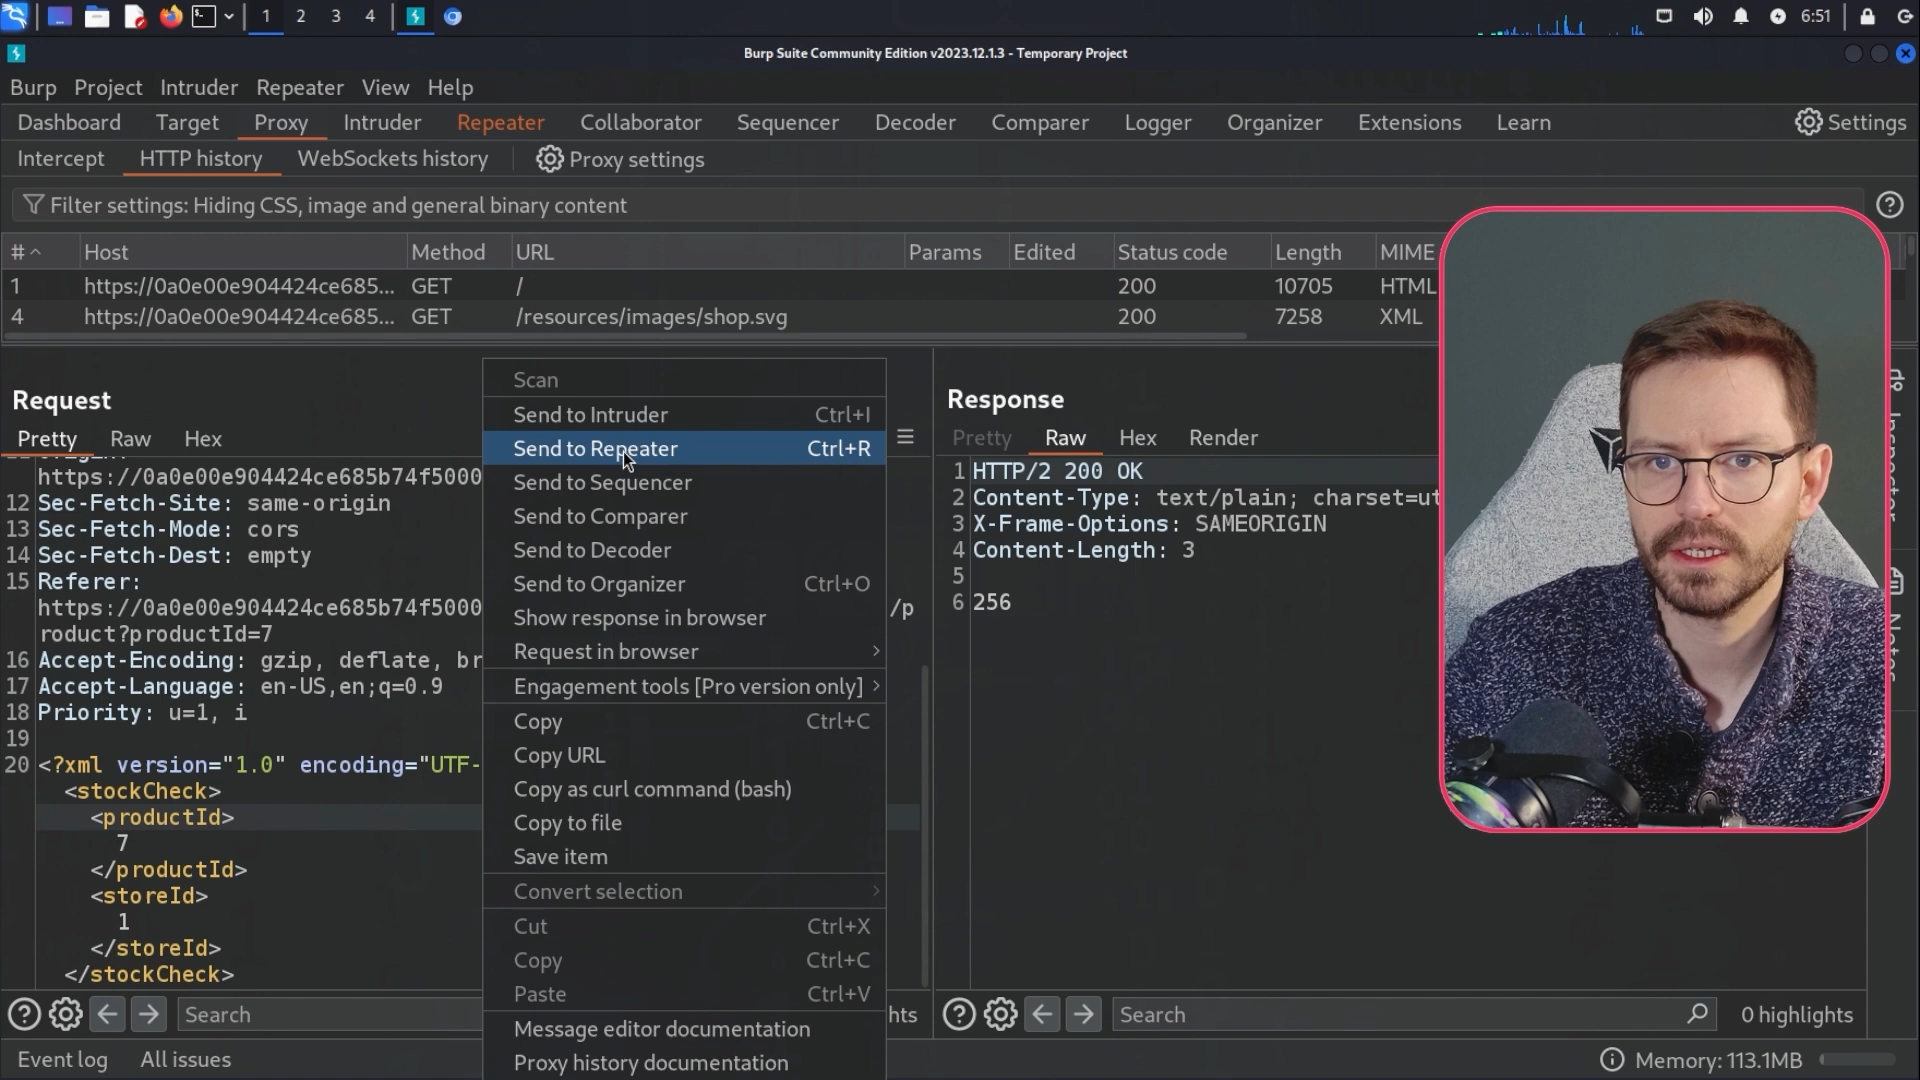 1 2 3 4 6:51
Burp Suite Community Edition v2023.12.1.3 - Temporary Project
Burp Project Intruder Repeater View Help
Dashboard Target Proxy Intruder Repeater Collaborator Sequencer Decoder Comparer Logger Organizer Extensions Learn Settings
Intercept HTTP history WebSockets history Proxy settings
Filter settings: Hiding CSS, image and general binary content
# Host Method URL Params Edited Status code Length MIME
1 https://0a0e00e904424ce685... GET / 200 10705 HTML
4 https://0a0e00e904424ce685... GET /resources/images/shop.svg 200 7258 XML
Request
Pretty Raw Hex
https://0a0e00e904424ce685b74f5000
12 Sec-Fetch-Site: same-origin
13 Sec-Fetch-Mode: cors
14 Sec-Fetch-Dest: empty
15 Referer:
https://0a0e00e904424ce685b74f5000 /p
roduct?productId=7
16 Accept-Encoding: gzip, deflate, br
17 Accept-Language: en-US,en;q=0.9
18 Priority: u=1, i
19
20 <?xml version="1.0" encoding="UTF-
<stockCheck>
<productId>
7
</productId>
<storeId>
1
</storeId>
</stockCheck>
Search hts
Scan
Send to Intruder Ctrl+I
Send to Repeater Ctrl+R
Send to Sequencer
Send to Comparer
Send to Decoder
Send to Organizer Ctrl+O
Show response in browser
Request in browser
Engagement tools [Pro version only]
Copy Ctrl+C
Copy URL
Copy as curl command (bash)
Copy to file
Save item
Convert selection
Cut Ctrl+X
Copy Ctrl+C
Paste Ctrl+V
Message editor documentation
Proxy history documentation
Response
Pretty Raw Hex Render
1 HTTP/2 200 OK
2 Content-Type: text/plain; charset=ut
3 X-Frame-Options: SAMEORIGIN
4 Content-Length: 3
5
6 256
Search 0 highlights
Event log All issues Memory: 113.1MB